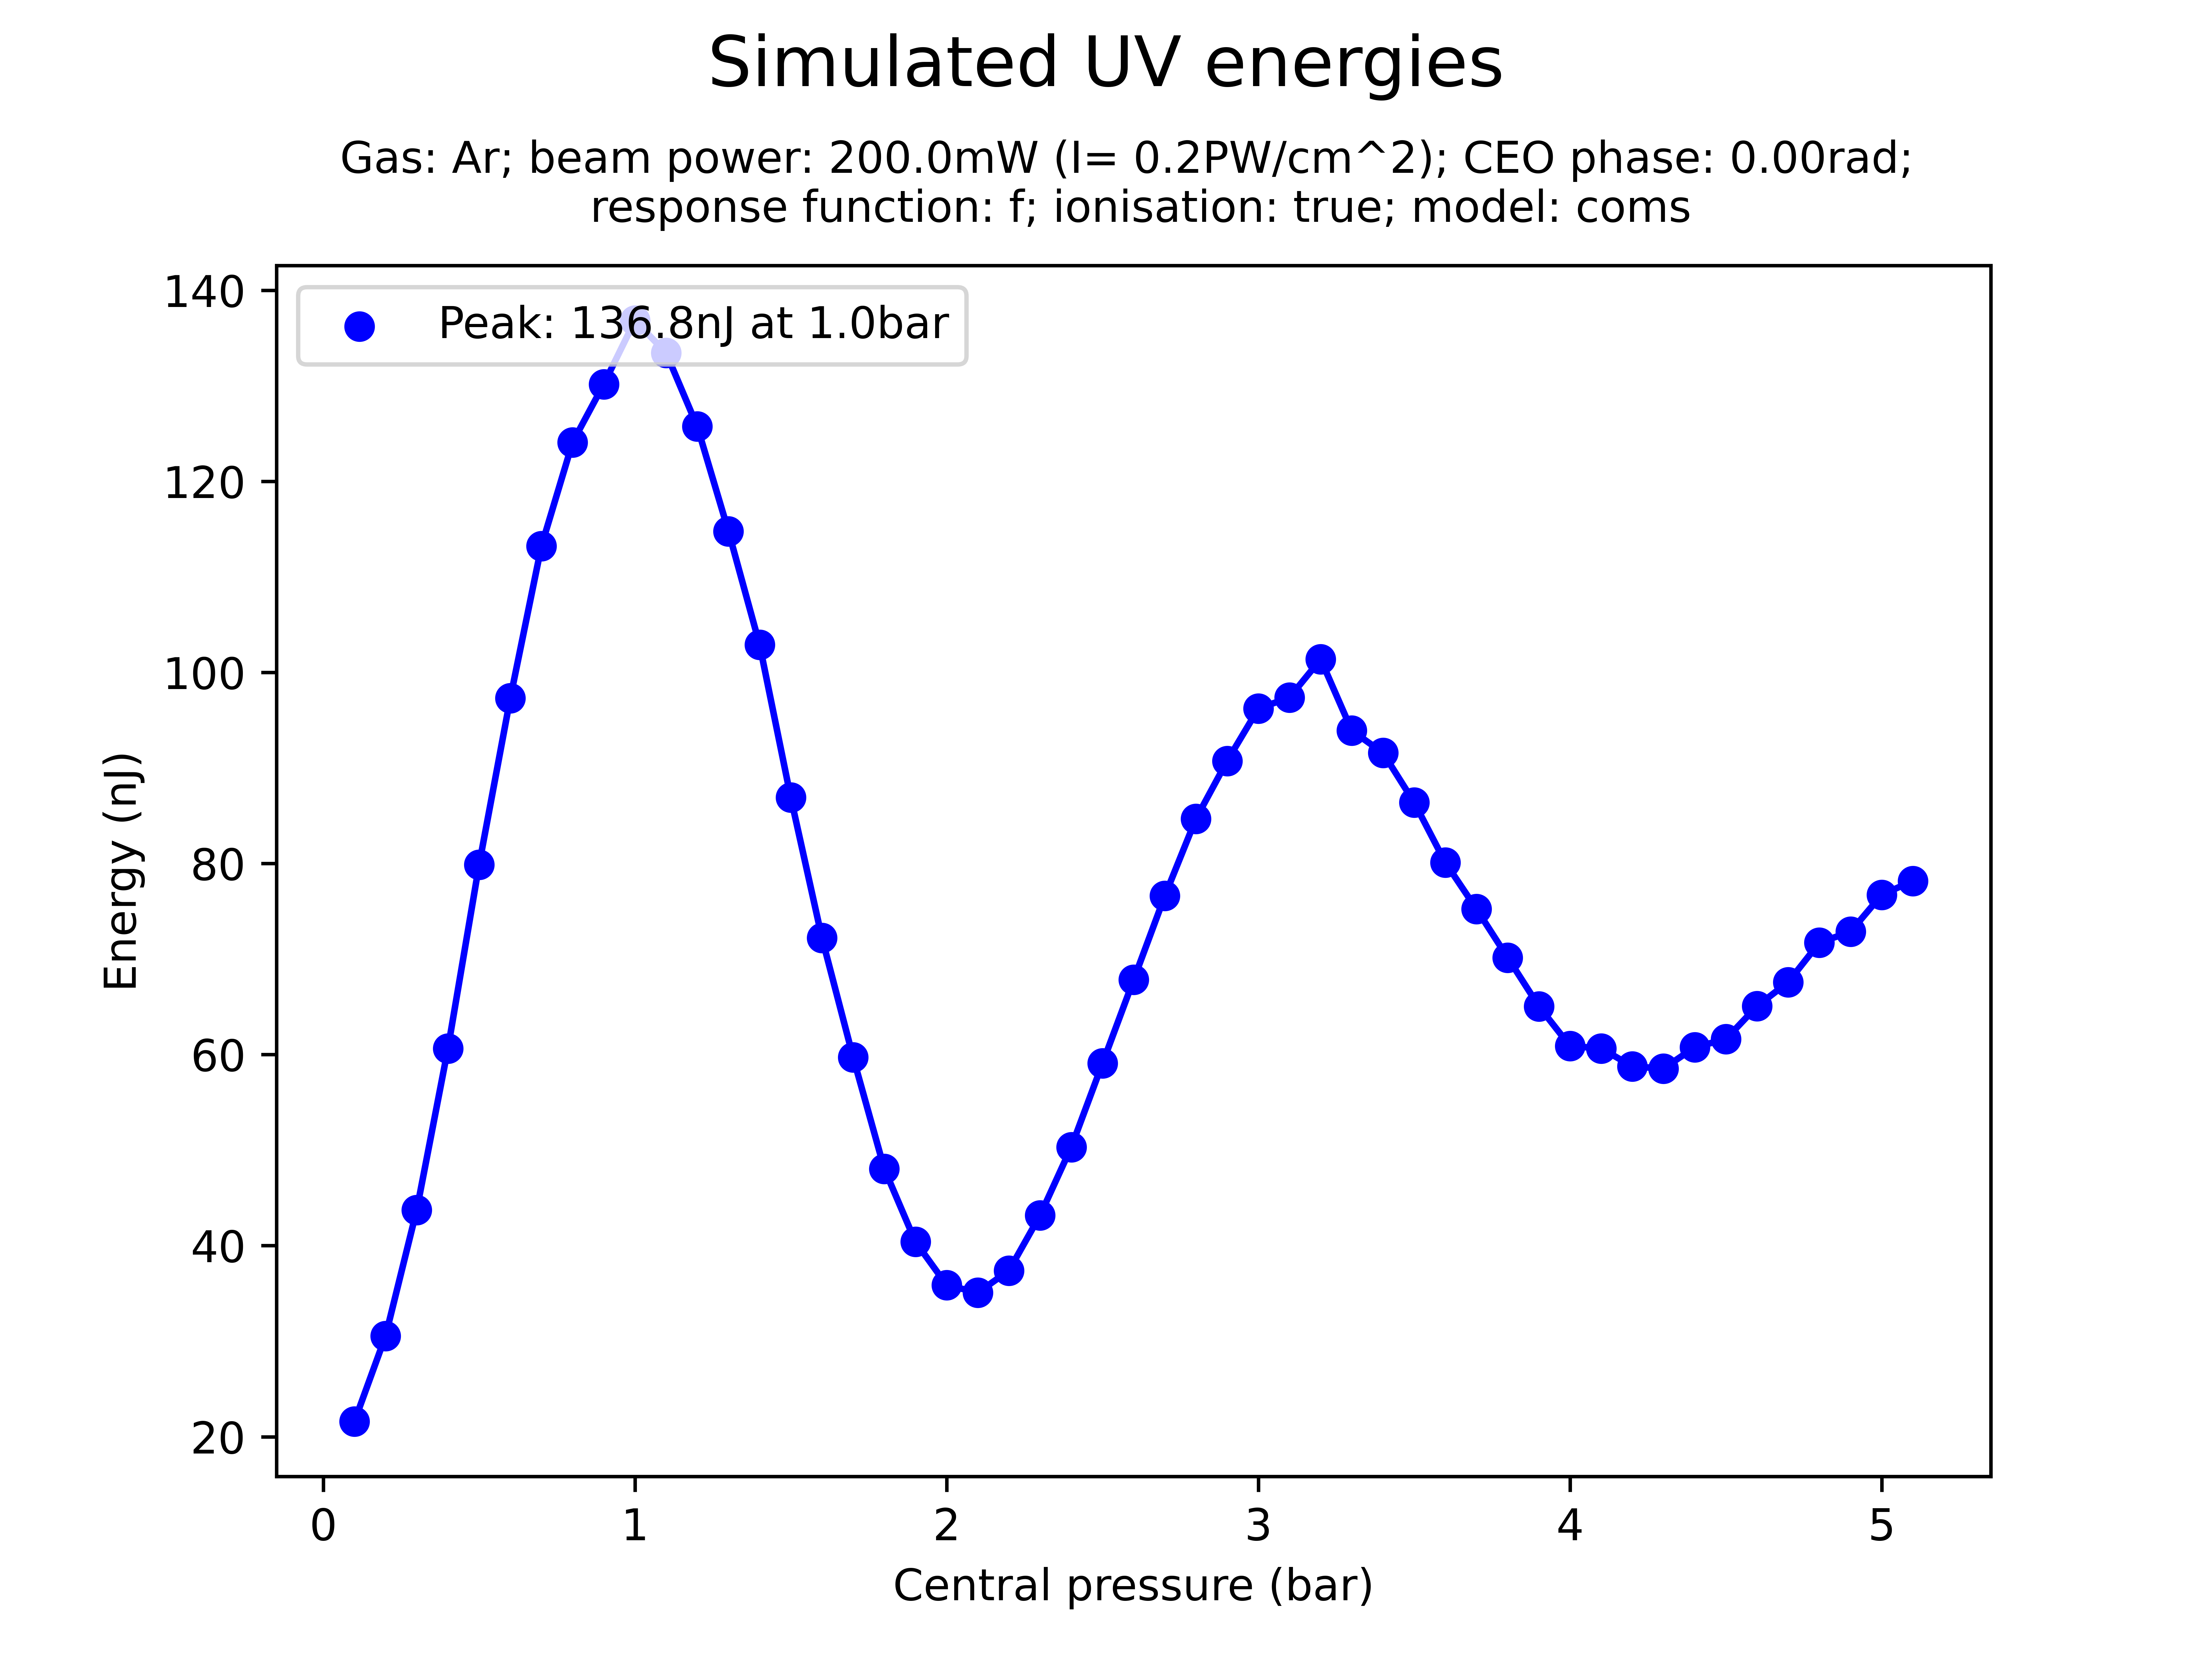 Simulated UV energies
Gas: Ar; beam power: 200.0mW (I= 0.2PW/cm^2); CEO phase: 0.00rad;
response function: f; ionisation: true; model: coms
Peak: 136.8nJ at 1.0bar
140
120
100
80
60
40
20
Energy (nJ)
0 1 2 3 4 5
Central pressure (bar)